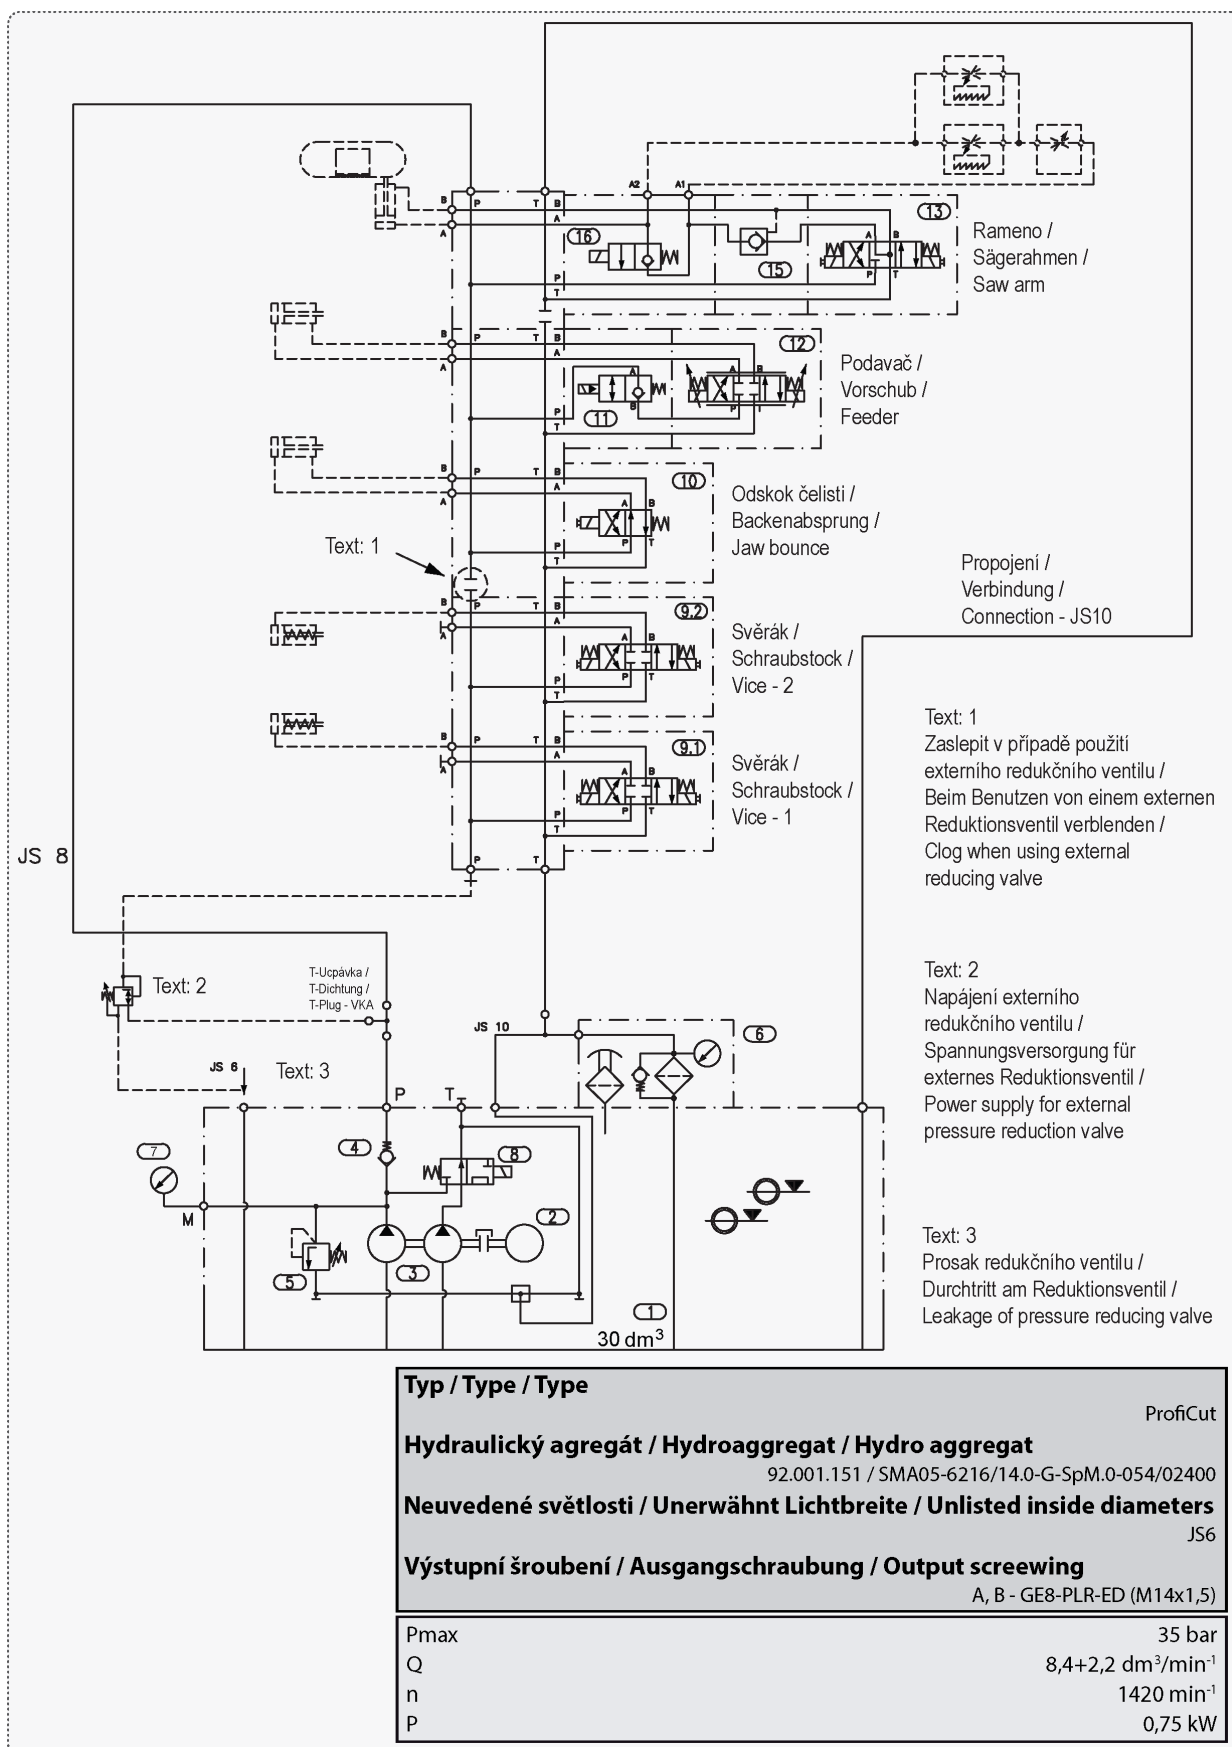 A2
A1
B
P
T
B
A
A
16
13
A
B
15
P
T
P
T
Rameno /
Sägerahmen /
Saw arm
B
P
T
B
A
A
12
A
B
A
B
11
P
T
P
T
Podavač /
Vorschub /
Feeder
B
P
T
B
A
A
10
A
B
P
T
P
T
Odskok čelisti /
Backenabsprung /
Jaw bounce
Text: 1
Propojení /
Verbindung /
Connection - JS10
B
P
T
B
A
A
9.2
A
B
P
T
P
T
Svěrák /
Schraubstock /
Vice - 2
B
P
T
B
A
A
9.1
A
B
P
T
P
T
Svěrák /
Schraubstock /
Vice - 1
P
T
JS 8
Text: 1
Zaslepit v případě použití
externího redukčního ventilu /
Beim Benutzen von einem externen
Reduktionsventil verblenden /
Clog when using external
reducing valve
Text: 2
T-Ucpávka /
T-Dichtung /
T-Plug - VKA
JS 10
6
JS 6
Text: 3
P
T
Text: 2
Napájení externího
redukčního ventilu /
Spannungsversorgung für
externes Reduktionsventil /
Power supply for external
pressure reduction valve
7
4
8
M
2
5
3
1
30 dm³
Text: 3
Prosak redukčního ventilu /
Durchtritt am Reduktionsventil /
Leakage of pressure reducing valve
Typ / Type / Type
ProfiCut
Hydraulický agregát / Hydroaggregat / Hydro aggregat
92.001.151 / SMA05-6216/14.0-G-SpM.0-054/02400
Neuvedené světlosti / Unerwähnt Lichtbreite / Unlisted inside diameters
JS6
Výstupní šroubení / Ausgangschraubung / Output screewing
A, B - GE8-PLR-ED (M14x1,5)
Pmax 35 bar
Q 8,4+2,2 dm³/min⁻¹
n 1420 min⁻¹
P 0,75 kW